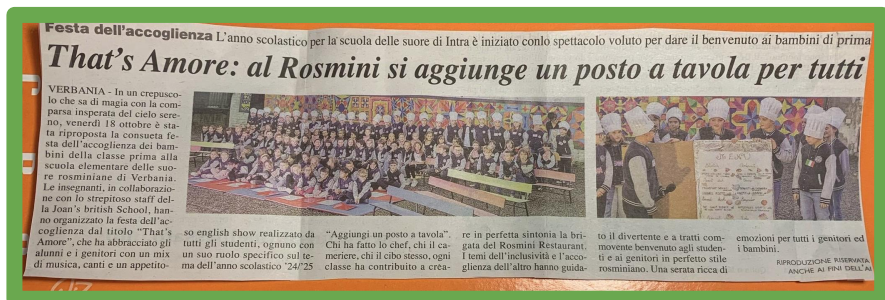 Festa dell'accoglienza L'anno scolastico per la scuola delle suore di Intra è iniziato conlo spettacolo voluto per dare il benvenuto ai bambini di prima
That's Amore: al Rosmini si aggiunge un posto a tavola per tutti
VERBANIA - In un crepusco-
lo che sa di magia con la com-
parsa insperata del cielo sere-
no, venerdì 18 ottobre è sta-
ta riproposta la consueta fe-
sta dell'accoglienza dei bam-
bini della classe prima alla
scuola elementare delle suo-
re rosminiane di Verbania.
Le insegnanti, in collaborazio-
ne con lo strepitoso staff del-
la Joan's british School, han-
no organizzato la festa dell'ac-
coglienza dal titolo "That's
Amore", che ha abbracciato gli
alunni e i genitori con un mix
di musica, canti e un appetito-
so english show realizzato da
tutti gli studenti, ognuno con
un suo ruolo specifico sul te-
ma dell'anno scolastico '24/'25
"Aggiungi un posto a tavola".
Chi ha fatto lo chef, chi il ca-
meriere, chi il cibo stesso, ogni
classe ha contribuito a crea-
re in perfetta sintonia la bri-
gata del Rosmini Restaurant.
I temi dell'inclusività e l'acco-
glienza dell'altro hanno guida-
to il divertente e a tratti com-
movente benvenuto agli studen-
ti e ai genitori in perfetto stile
rosminiano. Una serata ricca di
emozioni per tutti i genitori ed
i bambini.
RIPRODUZIONE RISERVATA
ANCHE AI FINI DELL'AI